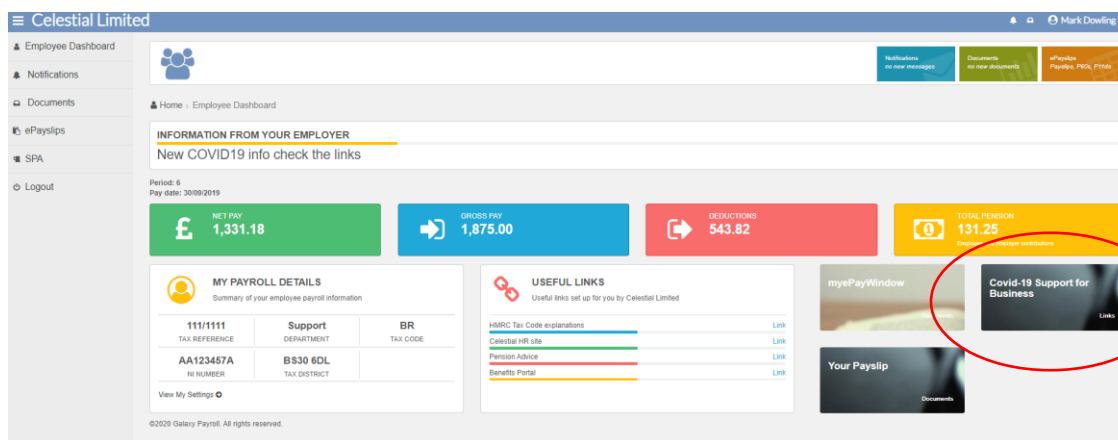 Celestial Limited
Mark Dowling
Employee Dashboard
Notifications
Documents
ePayslips
SPA
Logout
Notifications
no new messages
Documents
no new documents
ePayslips
Payslips, P60s, P11ds
Home › Employee Dashboard
INFORMATION FROM YOUR EMPLOYER
New COVID19 info check the links
Period: 6
Pay date: 30/09/2019
NET PAY
1,331.18
GROSS PAY
1,875.00
DEDUCTIONS
543.82
TOTAL PENSION
131.25
employer contributions
MY PAYROLL DETAILS
Summary of your employee payroll information
111/1111
TAX REFERENCE
Support
DEPARTMENT
BR
TAX CODE
AA123457A
NI NUMBER
BS30 6DL
TAX DISTRICT
View My Settings
USEFUL LINKS
Useful links set up for you by Celestial Limited
HMRC Tax Code explanations Link
Celestial HR site Link
Pension Advice Link
Benefits Portal Link
myePayWindow
Documents
Covid-19 Support for
Business
Links
Your Payslip
Documents
©2020 Galaxy Payroll. All rights reserved.